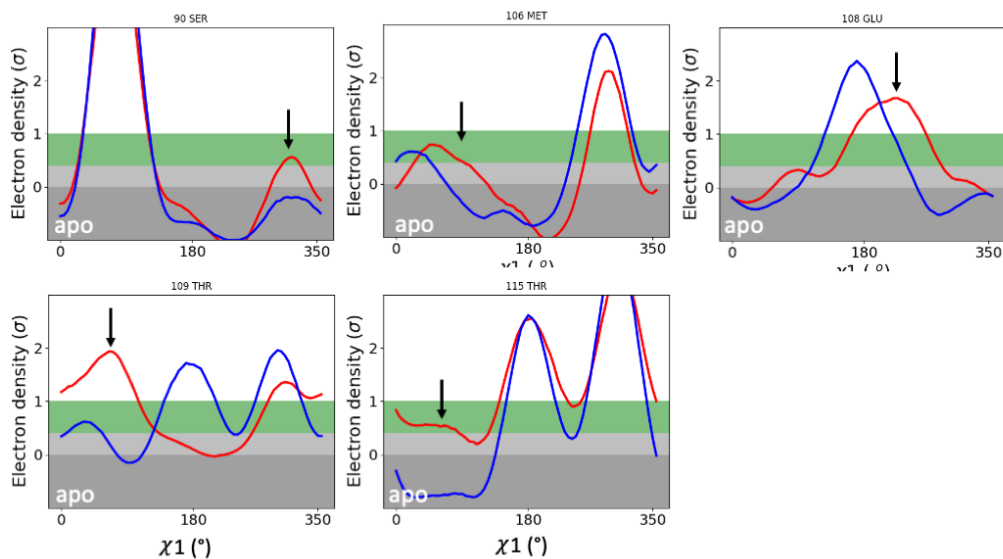 90 SER
Electron density (σ)
2
1
0
apo
0
180
350
106 MET
Electron density (σ)
2
1
0
apo
0
180
350
χ1 (°)
108 GLU
Electron density (σ)
2
1
0
apo
0
180
350
χ1 (°)
109 THR
Electron density (σ)
2
1
0
apo
0
180
350
χ1 (°)
115 THR
Electron density (σ)
2
1
0
apo
0
180
350
χ1 (°)